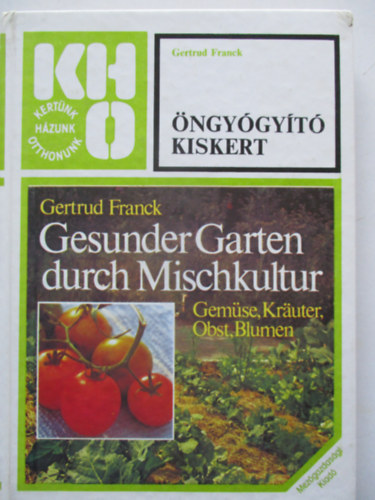 KH
O
KERTÜNK
HÁZUNK
OTTHONUNK
Gertrud Franck
ÖNGYÓGYÍTÓ
KISKERT
Gertrud Franck
Gesunder Garten
durch Mischkultur
Gemüse, Kräuter,
Obst, Blumen
Mezőgazdasági
Kiadó